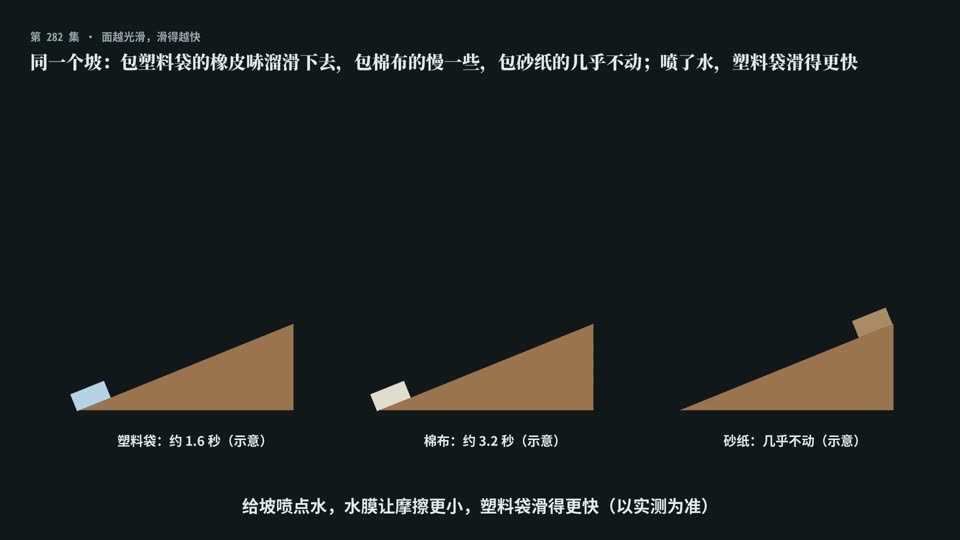 第 282 集 · 面越光滑，滑得越快
同一个坡：包塑料袋的橡皮哧溜滑下去，包棉布的慢一些，包砂纸的几乎不动；喷了水，塑料袋滑得更快
塑料袋：约 1.6 秒（示意）
棉布：约 3.2 秒（示意）
砂纸：几乎不动（示意）
给坡喷点水，水膜让摩擦更小，塑料袋滑得更快（以实测为准）